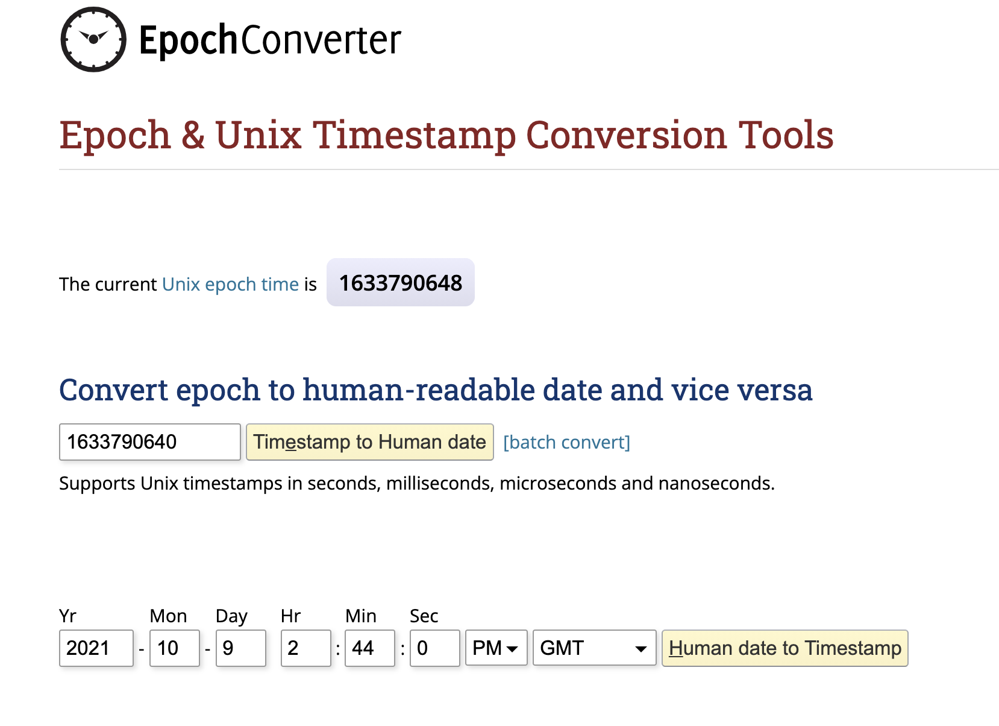 EpochConverter
Epoch & Unix Timestamp Conversion Tools
The current Unix epoch time is 1633790648
Convert epoch to human-readable date and vice versa
1633790640 Timestamp to Human date [batch convert]
Supports Unix timestamps in seconds, milliseconds, microseconds and nanoseconds.
Yr Mon Day Hr Min Sec
2021 - 10 - 9 2 : 44 : 0 PM GMT Human date to Timestamp